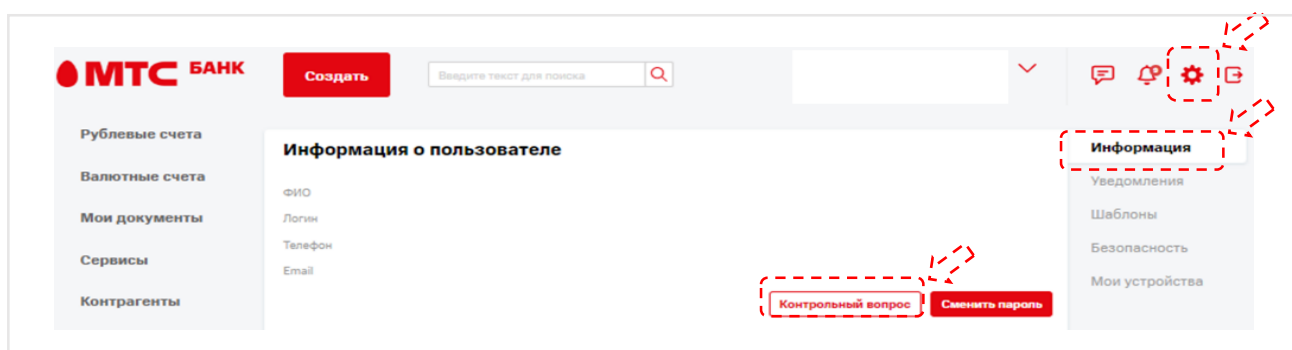 МТС БАНК
Создать
Введите текст для поиска
Рублевые счета
Валютные счета
Мои документы
Сервисы
Контрагенты
Информация о пользователе
ФИО
Логин
Телефон
Email
Контрольный вопрос
Сменить пароль
Информация
Уведомления
Шаблоны
Безопасность
Мои устройства